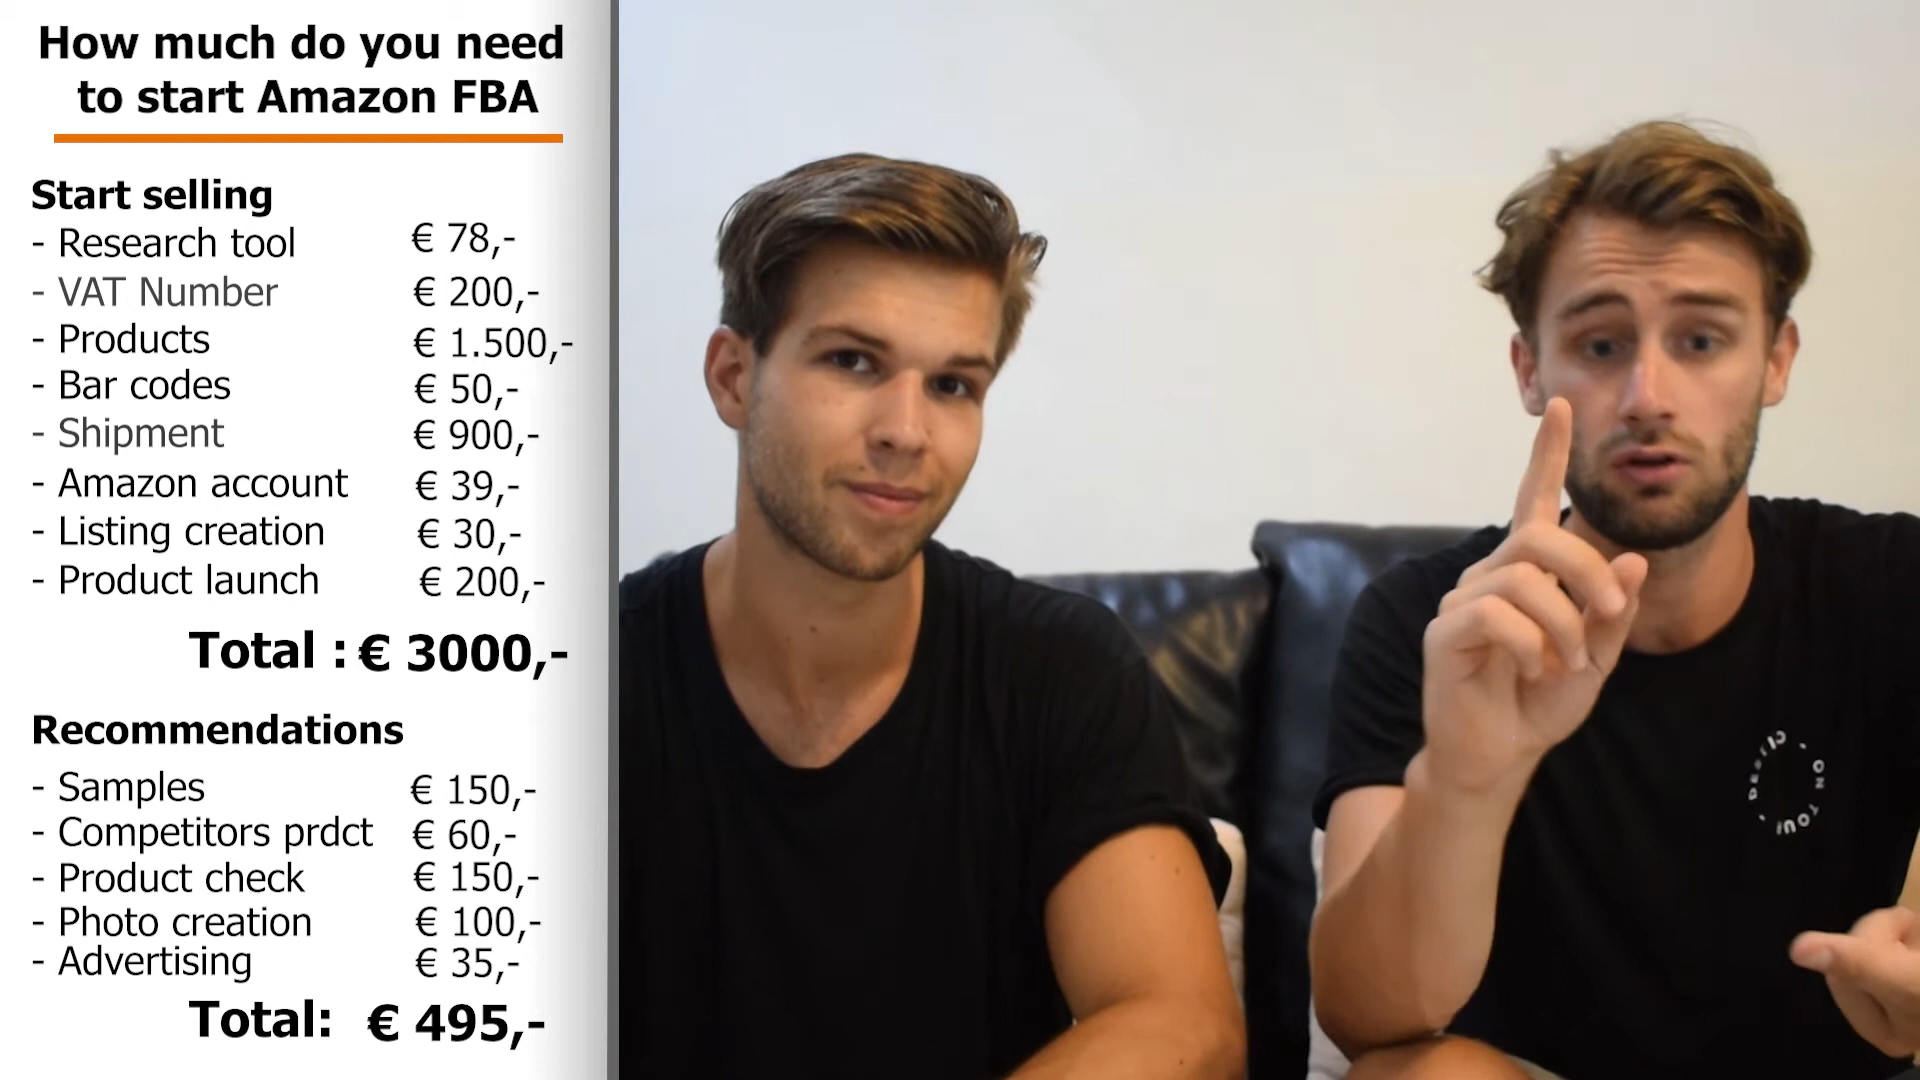 How much do you need
to start Amazon FBA
Start selling
- Research tool € 78,-
- VAT Number € 200,-
- Products € 1.500,-
- Bar codes € 50,-
- Shipment € 900,-
- Amazon account € 39,-
- Listing creation € 30,-
- Product launch € 200,-
Total : € 3000,-
Recommendations
- Samples € 150,-
- Competitors prdct € 60,-
- Product check € 150,-
- Photo creation € 100,-
- Advertising € 35,-
Total: € 495,-
ON TOUR